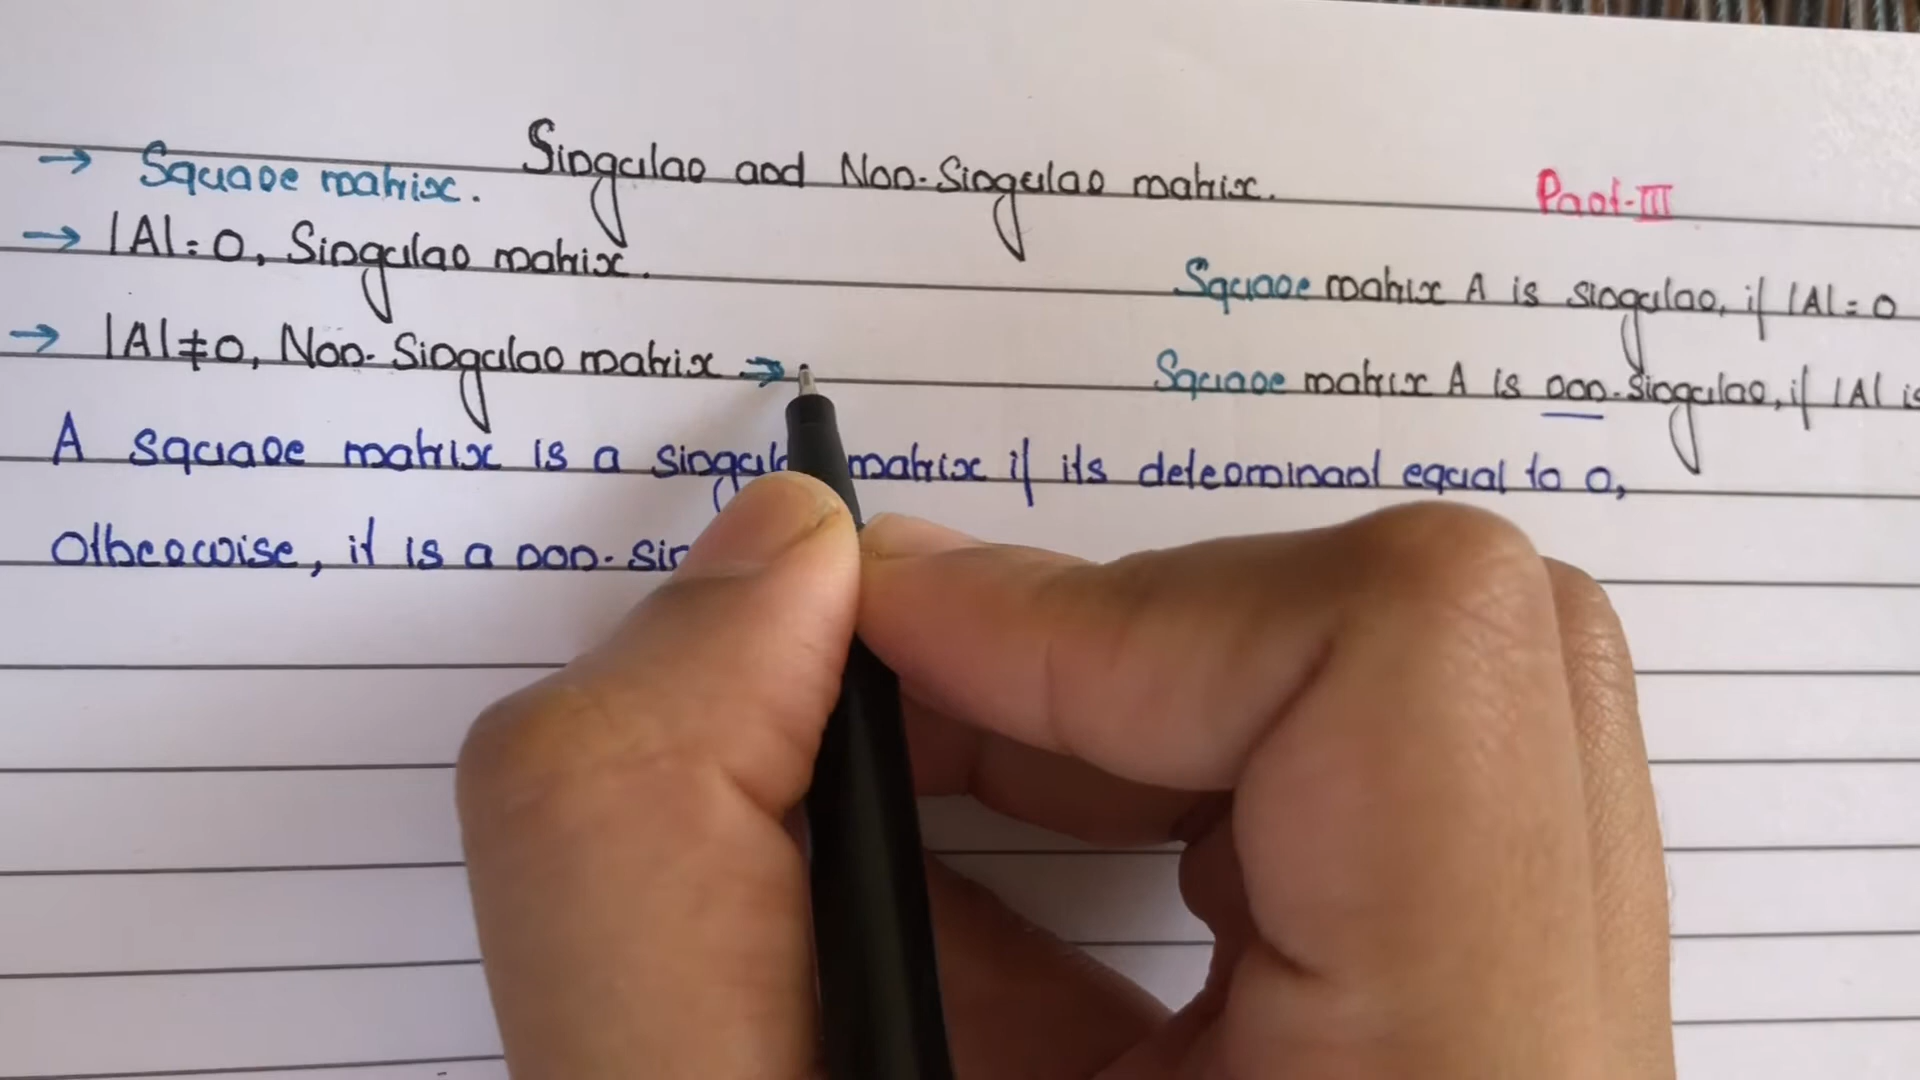 Singular and Non-Singular matrix.
Part-III
→ Square matrix.
→ |A|=0, Singular matrix.
→ |A|≠0, Non-Singular matrix →
Square matrix A is singular, if |A|=0
Square matrix A is non-singular, if |A| is
A square matrix is a singular matrix if its determinant equal to 0,
Otherwise, it is a non-